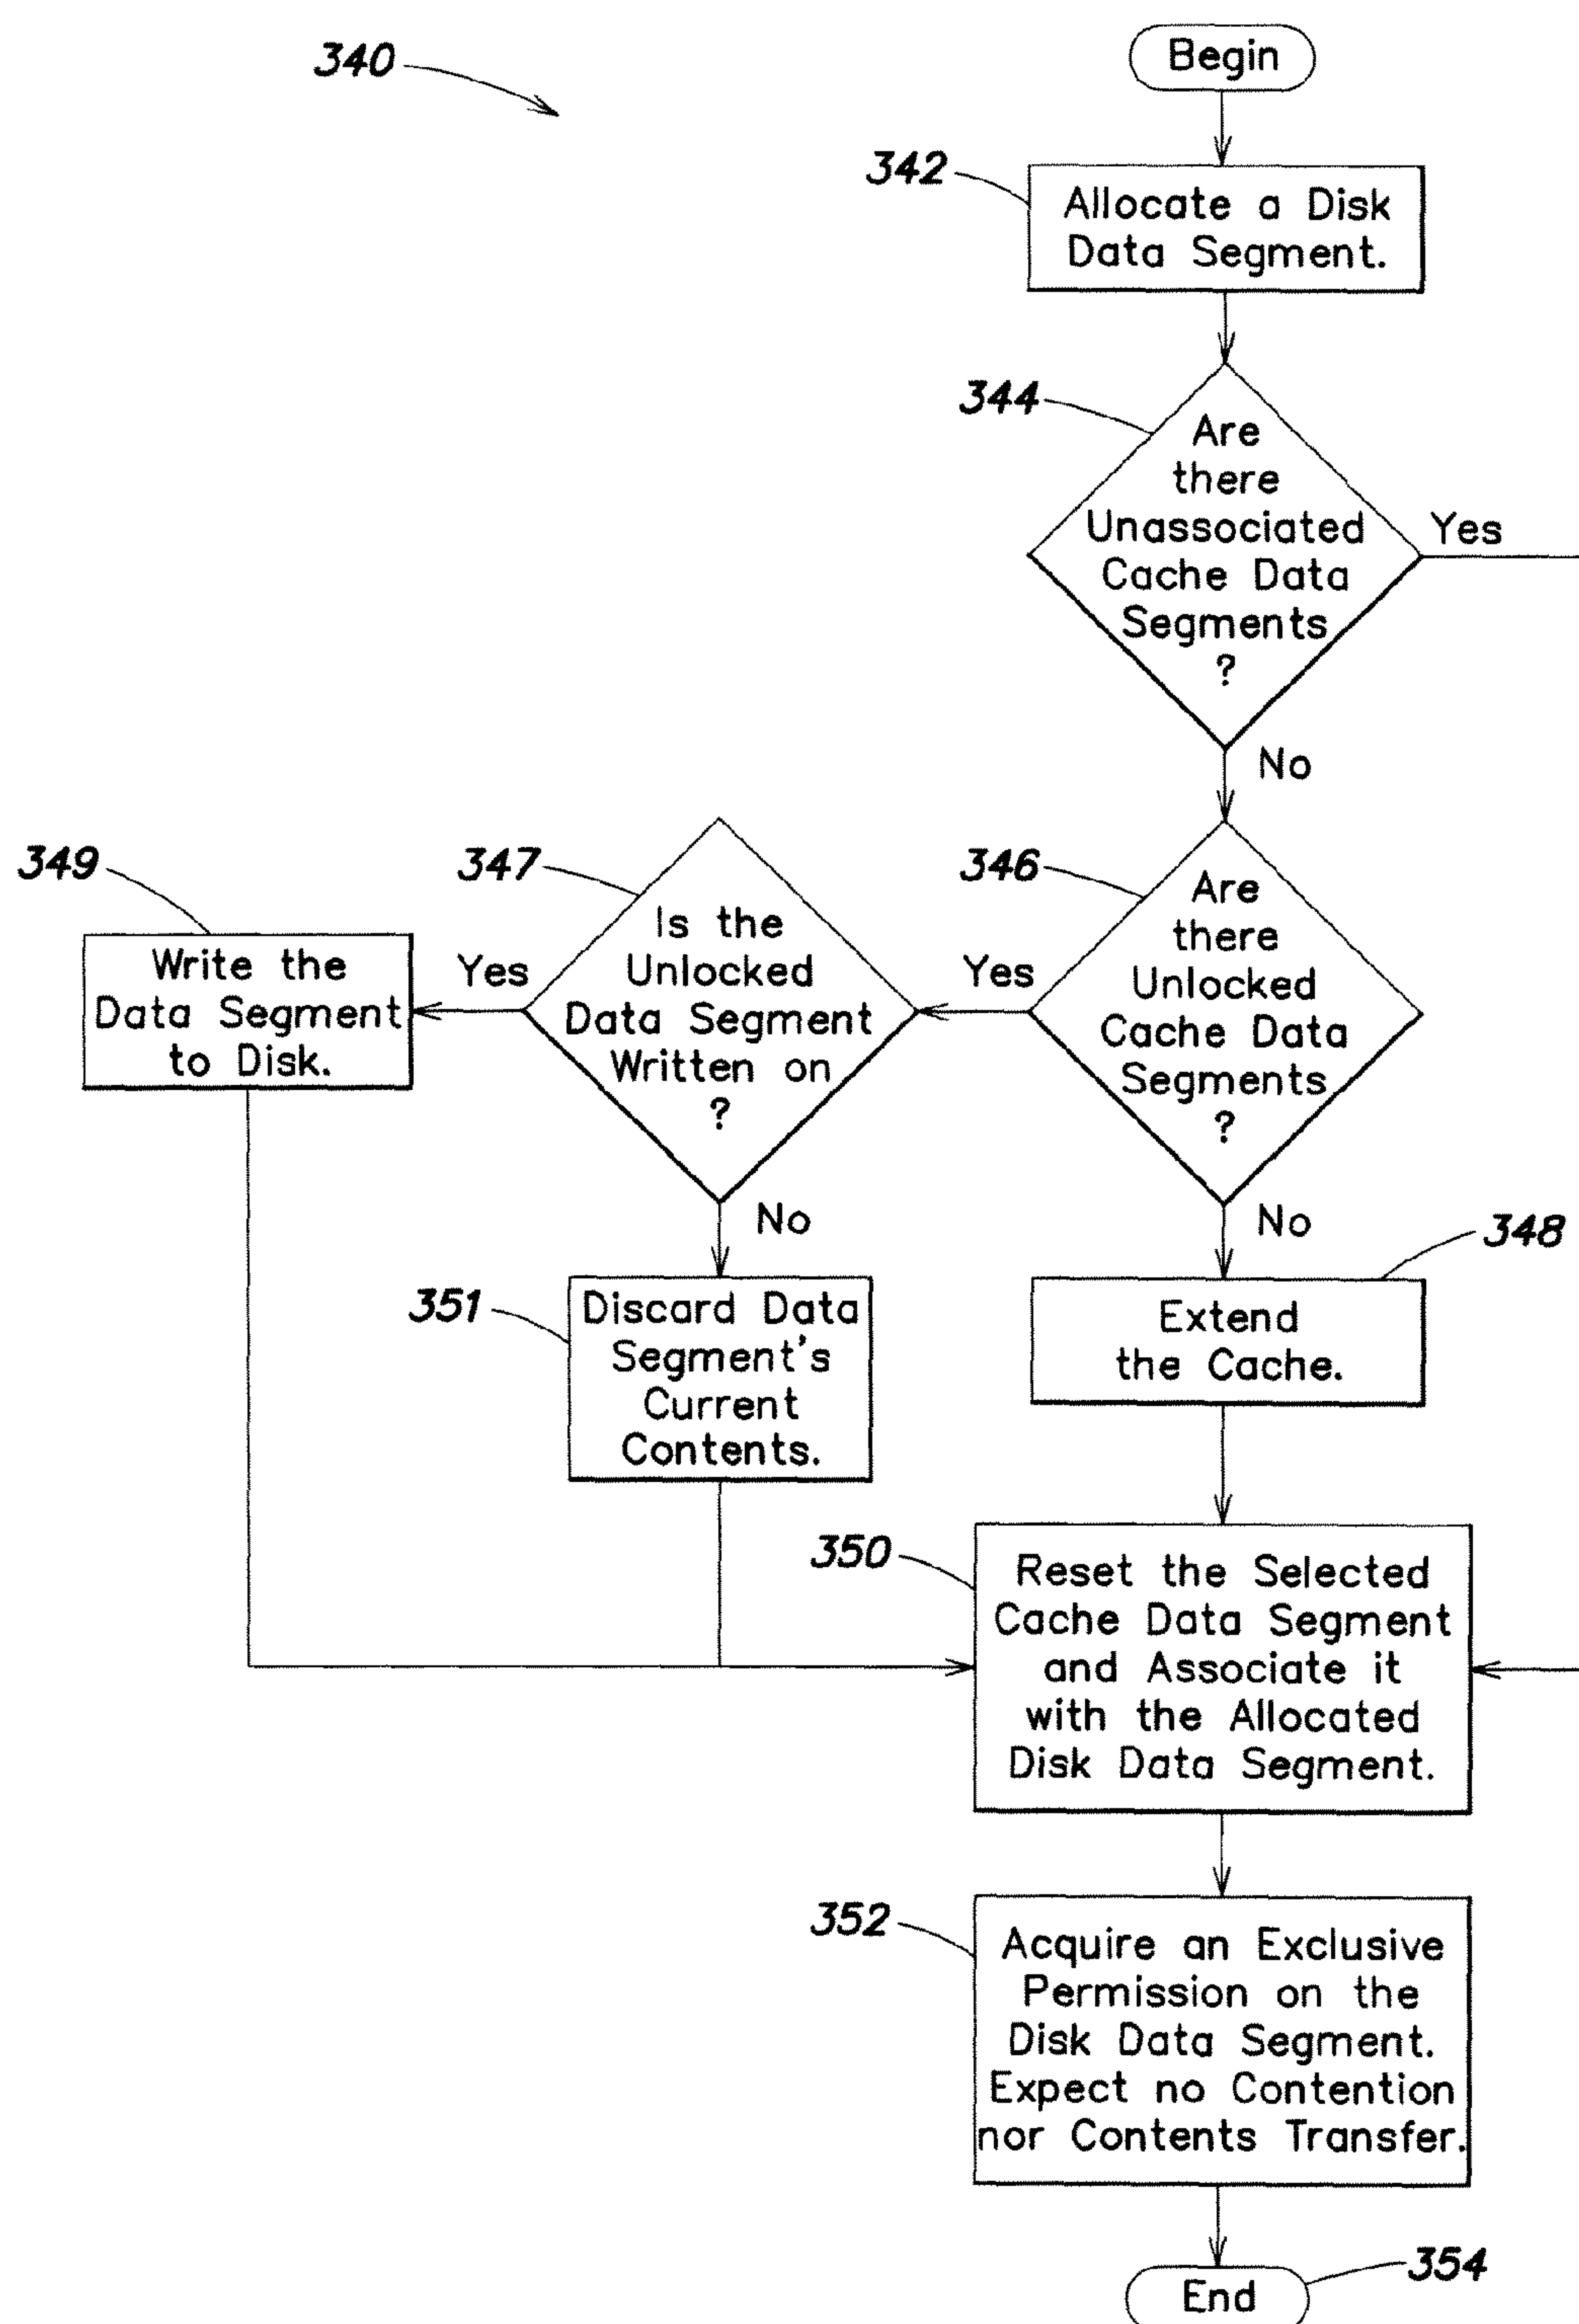 340
Begin
342
Allocate a Disk
Data Segment.
344
Are
there
Unassociated
Cache Data
Segments
?
Yes
No
349
Write the
Data Segment
to Disk.
Yes
347
Is the
Unlocked
Data Segment
Written on
?
Yes
346
Are
there
Unlocked
Cache Data
Segments
?
No
No
351
Discard Data
Segment's
Current
Contents.
348
Extend
the Cache.
350
Reset the Selected
Cache Data Segment
and Associate it
with the Allocated
Disk Data Segment.
352
Acquire an Exclusive
Permission on the
Disk Data Segment.
Expect no Contention
nor Contents Transfer.
354
End